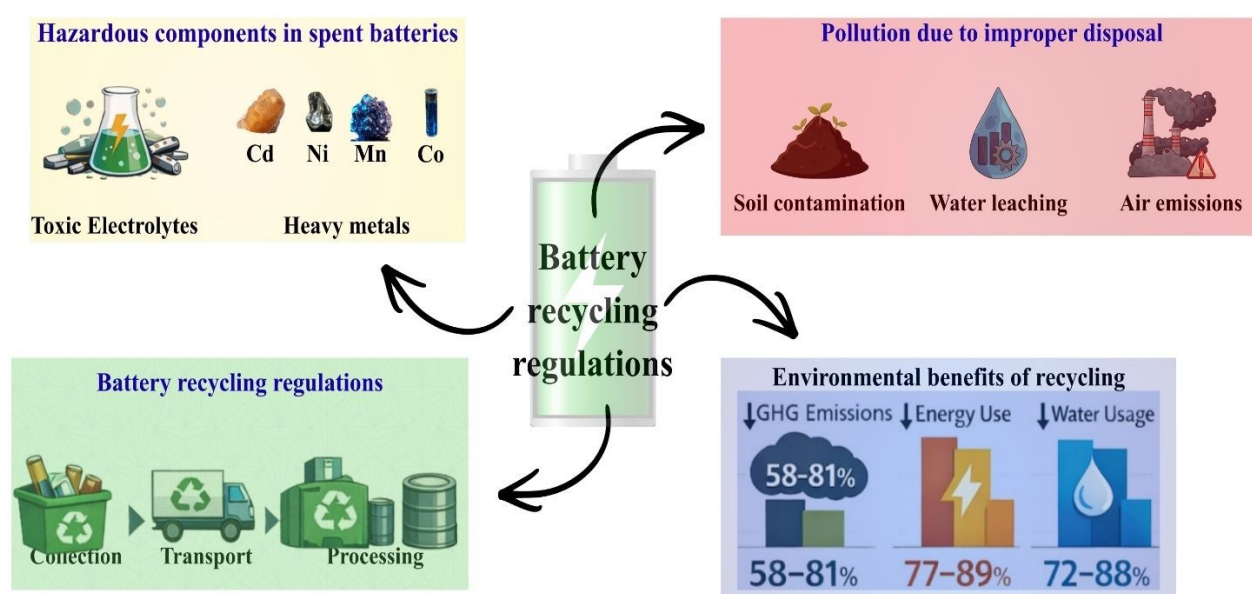 Hazardous components in spent batteries
Cd Ni Mn Co
Toxic Electrolytes Heavy metals
Pollution due to improper disposal
Soil contamination Water leaching Air emissions
Battery
recycling
regulations
Battery recycling regulations
Collection Transport Processing
Environmental benefits of recycling
↓GHG Emissions ↓Energy Use ↓Water Usage
58–81%
58–81% 77–89% 72–88%